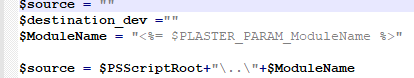 $source = ""
$destination_dev =""
$ModuleName = "<%= $PLASTER_PARAM_ModuleName %>"
$source = $PSScriptRoot+"\..\"+$ModuleName